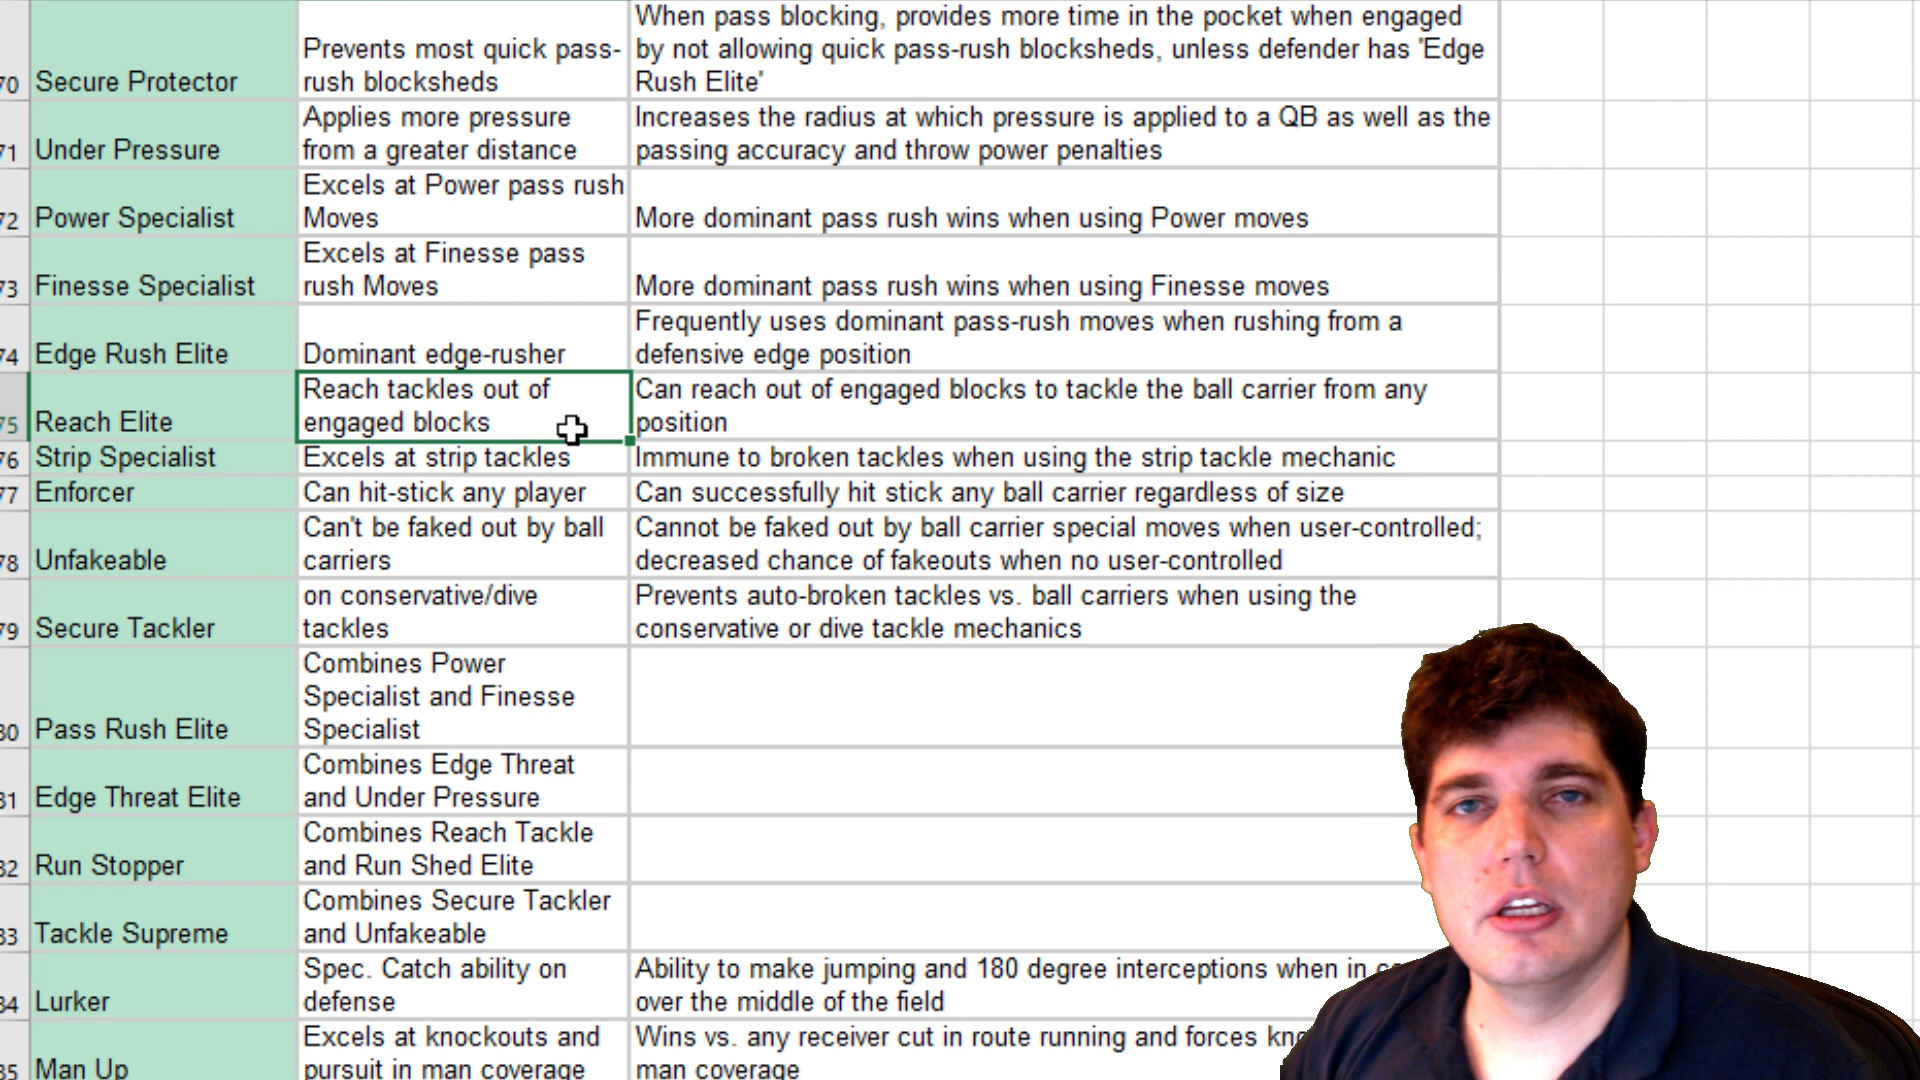 When pass blocking, provides more time in the pocket when engaged
Prevents most quick pass-
by not allowing quick pass-rush blocksheds, unless defender has 'Edge
70 Secure Protector
rush blocksheds
Rush Elite'
71 Under Pressure
Applies more pressure
from a greater distance
Increases the radius at which pressure is applied to a QB as well as the
passing accuracy and throw power penalties
72 Power Specialist
Excels at Power pass rush
Moves
More dominant pass rush wins when using Power moves
73 Finesse Specialist
Excels at Finesse pass
rush Moves
More dominant pass rush wins when using Finesse moves
74 Edge Rush Elite
Dominant edge-rusher
Frequently uses dominant pass-rush moves when rushing from a
defensive edge position
75 Reach Elite
Reach tackles out of
engaged blocks
Can reach out of engaged blocks to tackle the ball carrier from any
position
76 Strip Specialist
Excels at strip tackles
Immune to broken tackles when using the strip tackle mechanic
77 Enforcer
Can hit-stick any player
Can successfully hit stick any ball carrier regardless of size
78 Unfakeable
Can't be faked out by ball
carriers
Cannot be faked out by ball carrier special moves when user-controlled;
decreased chance of fakeouts when no user-controlled
79 Secure Tackler
on conservative/dive
tackles
Prevents auto-broken tackles vs. ball carriers when using the
conservative or dive tackle mechanics
80 Pass Rush Elite
Combines Power
Specialist and Finesse
Specialist
81 Edge Threat Elite
Combines Edge Threat
and Under Pressure
82 Run Stopper
Combines Reach Tackle
and Run Shed Elite
83 Tackle Supreme
Combines Secure Tackler
and Unfakeable
84 Lurker
Spec. Catch ability on
defense
Ability to make jumping and 180 degree interceptions when in
over the middle of the field
85 Man Up
Excels at knockouts and
pursuit in man coverage
Wins vs. any receiver cut in route running and forces
man coverage